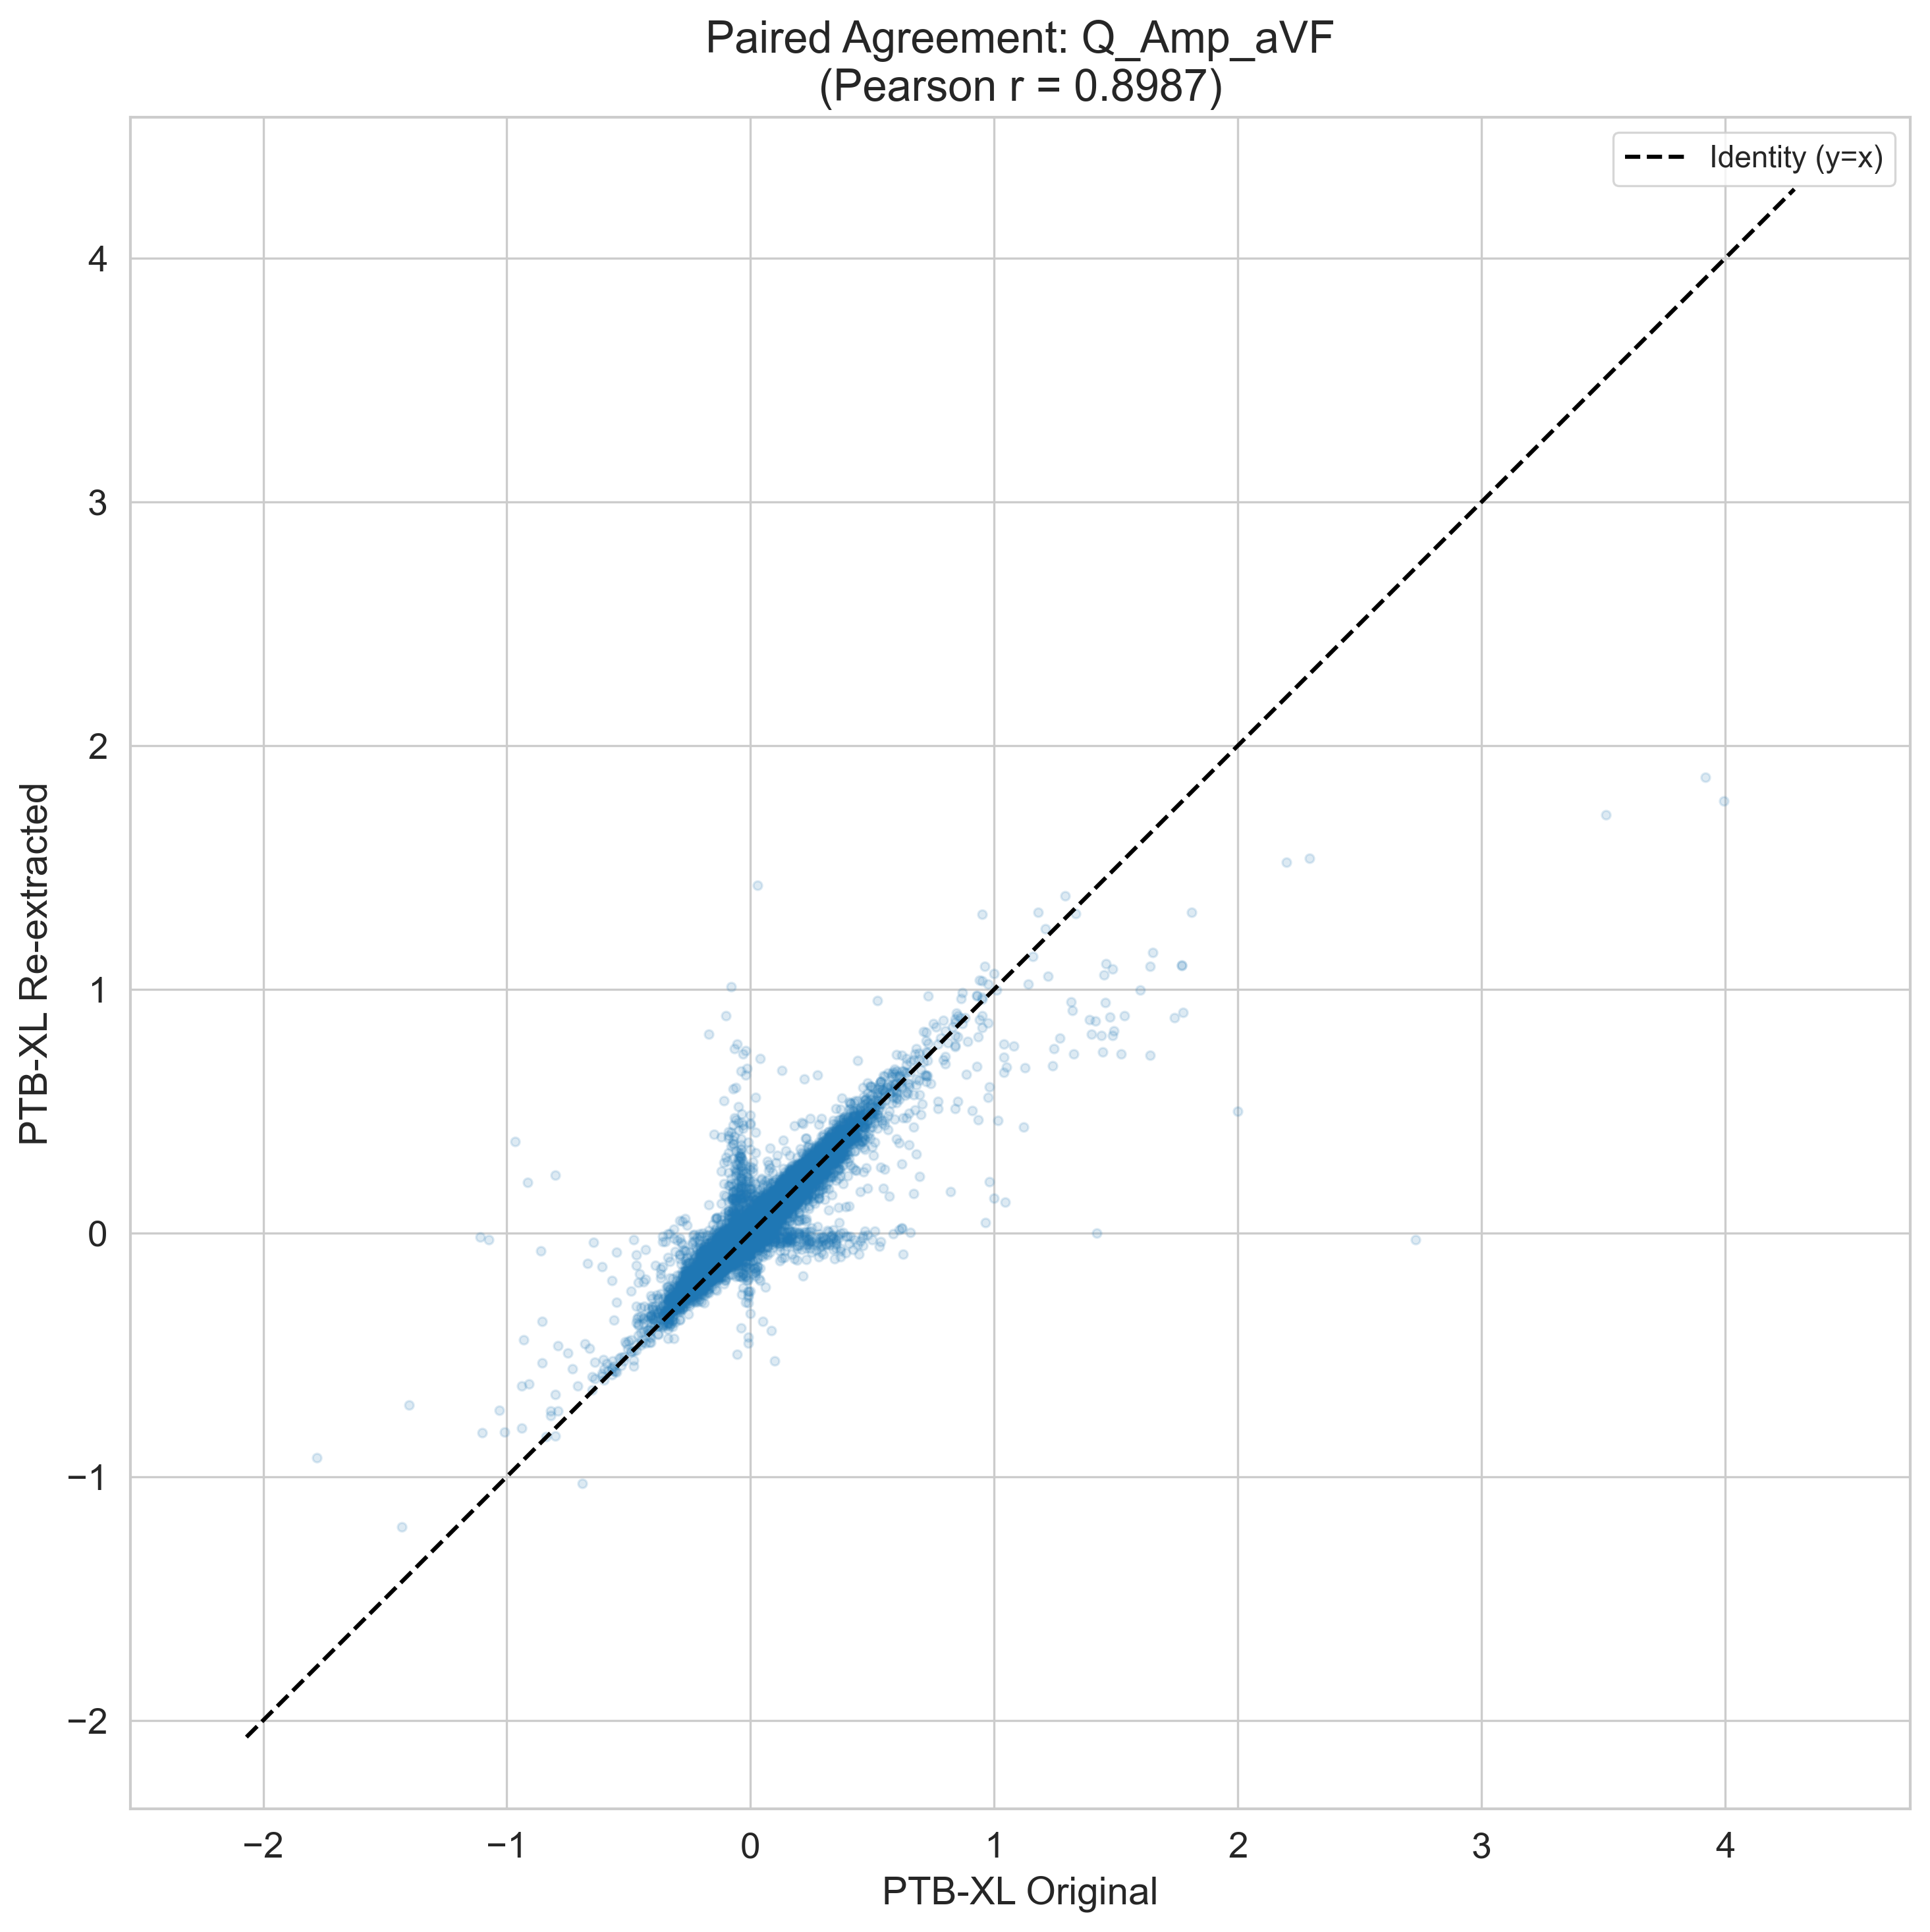 Paired Agreement: Q_Amp_aVF
(Pearson r = 0.8987)
Identity (y=x)
4
3
2
1
0
−1
−2
PTB-XL Re-extracted
−2
−1
0
1
2
3
4
PTB-XL Original